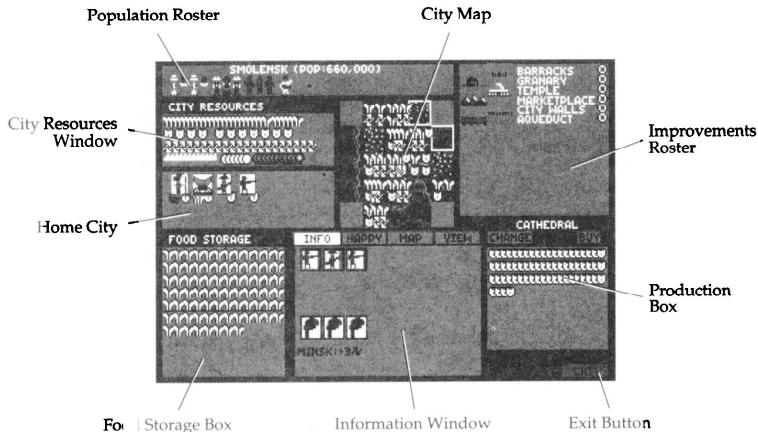 Population Roster
City Map
SMOLENSK (POP:660,000)
CITY RESOURCES
BARRACKS
GRANARY
TEMPLE
MARKETPLACE
CITY WALLS
AQUEDUCT
City Resources
Window
Improvements
Roster
Home City
CATHEDRAL
CHANGE BUY
FOOD STORAGE
INFO HAPPY MAP VIEW
Production
Box
MINSK:+3
EXIT
Storage Box
Information Window
Exit Button